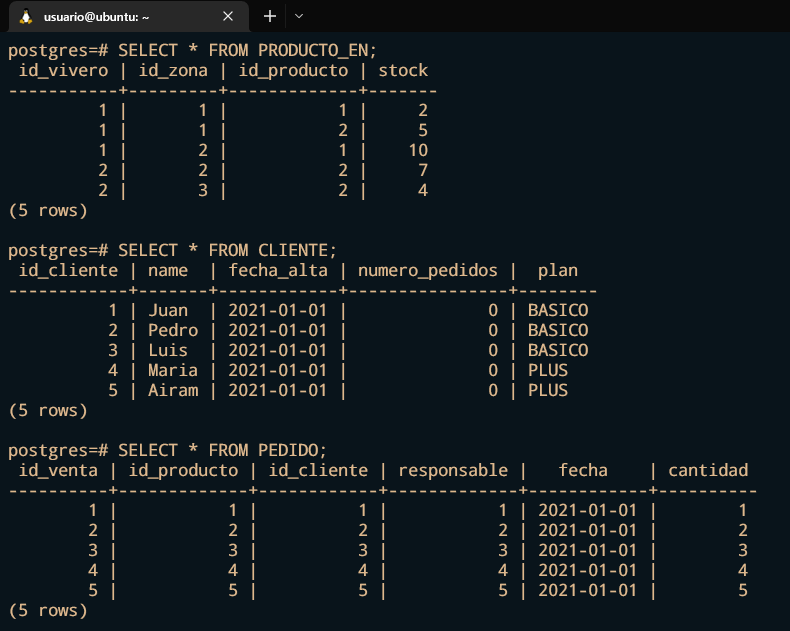 usuario@ubuntu: ~
postgres=# SELECT * FROM PRODUCTO_EN;
 id_vivero | id_zona | id_producto | stock
-----------+---------+-------------+-------
         1 |       1 |           1 |     2
         1 |       1 |           2 |     5
         1 |       2 |           1 |    10
         2 |       2 |           2 |     7
         2 |       3 |           2 |     4
(5 rows)

postgres=# SELECT * FROM CLIENTE;
 id_cliente | name  | fecha_alta | numero_pedidos |  plan
------------+-------+------------+----------------+--------
          1 | Juan  | 2021-01-01 |              0 | BASICO
          2 | Pedro | 2021-01-01 |              0 | BASICO
          3 | Luis  | 2021-01-01 |              0 | BASICO
          4 | Maria | 2021-01-01 |              0 | PLUS
          5 | Airam | 2021-01-01 |              0 | PLUS
(5 rows)

postgres=# SELECT * FROM PEDIDO;
 id_venta | id_producto | id_cliente | responsable |   fecha    | cantidad
----------+-------------+------------+-------------+------------+----------
        1 |           1 |          1 |           1 | 2021-01-01 |        1
        2 |           2 |          2 |           2 | 2021-01-01 |        2
        3 |           3 |          3 |           3 | 2021-01-01 |        3
        4 |           4 |          4 |           4 | 2021-01-01 |        4
        5 |           5 |          5 |           5 | 2021-01-01 |        5
(5 rows)